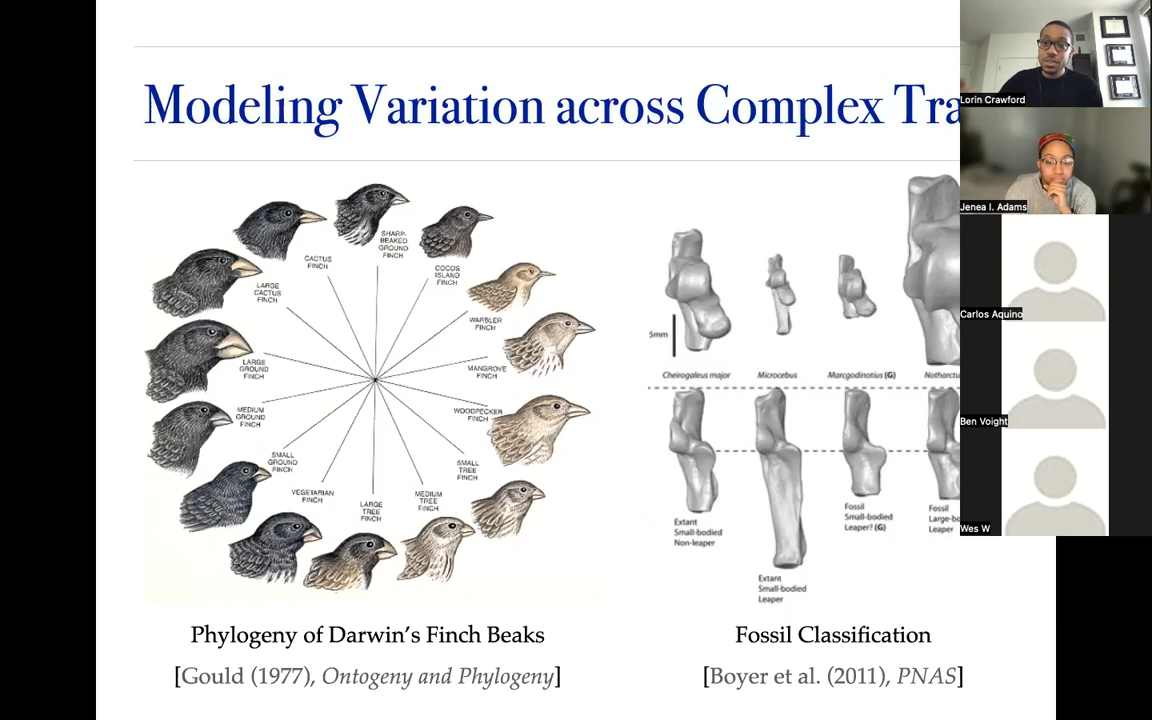 Modeling Variation across Complex Tra
SHARP-
BEAKED
GROUND
FINCH
COCOS
ISLAND
FINCH
WARBLER
FINCH
MANGROVE
FINCH
WOODPECKER
FINCH
SMALL
TREE
FINCH
MEDIUM
TREE
FINCH
LARGE
TREE
FINCH
VEGETARIAN
FINCH
SMALL
GROUND
FINCH
MEDIUM
GROUND
FINCH
LARGE
GROUND
FINCH
LARGE
CACTUS
FINCH
CACTUS
FINCH
Phylogeny of Darwin's Finch Beaks
[Gould (1977), Ontogeny and Phylogeny]
5mm
Cheirogaleus major
Microcebus
Marcgodinotius (G)
Notharctu
Extant
Small-bodied
Non-leaper
Extant
Small-bodied
Leaper
Fossil
Small-bodied
Leaper? (G)
Fossil
Large-bo
Leaper
Fossil Classification
[Boyer et al. (2011), PNAS]
Lorin Crawford
Jenea I. Adams
Carlos Aquino
Ben Voight
Wes W